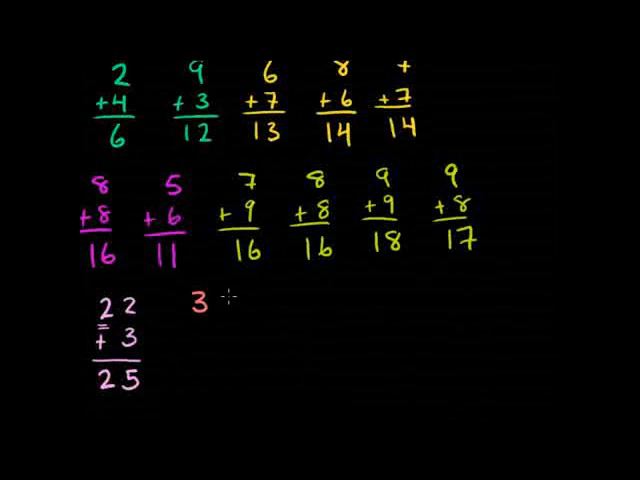 2 9 6 8 +
+4 +3 +7 +6 +7
6 12 13 14 14
8 5 7 8 9 9
+8 +6 +9 +8 +9 +8
16 11 16 16 18 17
22 3
+ 3
25